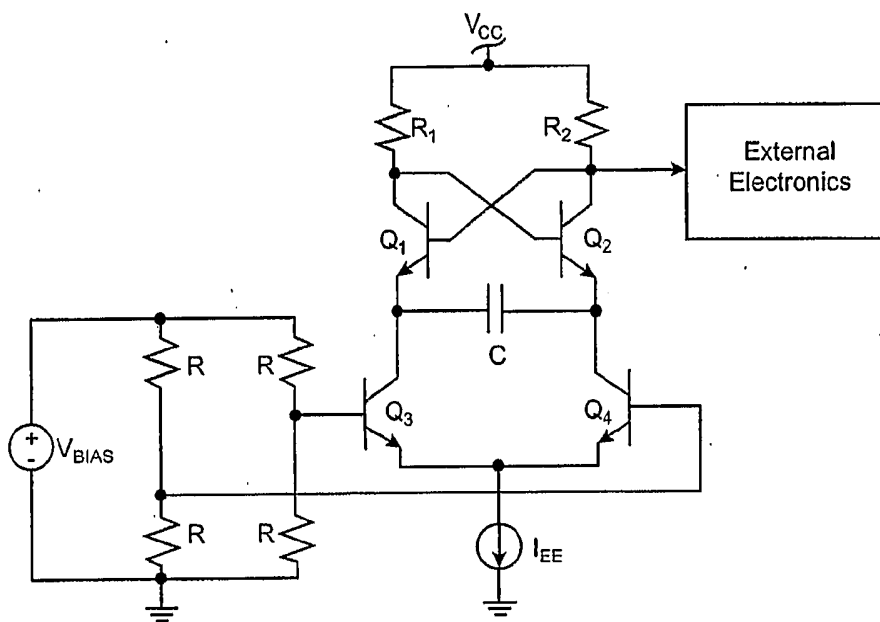 V_CC
R_1
R_2
External
Electronics
Q_1
Q_2
C
R
R
Q_3
Q_4
+
-
V_BIAS
R
R
I_EE